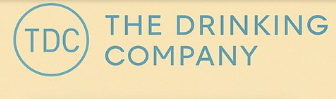 TDC
THE DRINKING
COMPANY